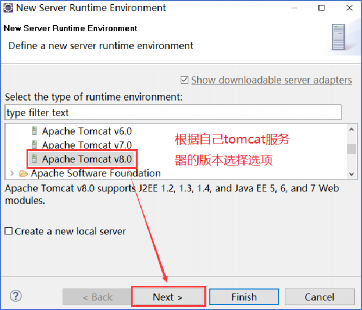 New Server Runtime Environment
New Server Runtime Environment
Define a new server runtime environment
Show downloadable server adapters
Select the type of runtime environment:
type filter text
Apache Tomcat v6.0
Apache Tomcat v7.0
Apache Tomcat v8.0
Apache Software Foundation
根据自己tomcat服务
器的版本选择选项
Apache Tomcat v8.0 supports J2EE 1.2, 1.3, 1.4, and Java EE 5, 6, and 7 Web
modules.
Create a new local server
?
< Back
Next >
Finish
Cancel